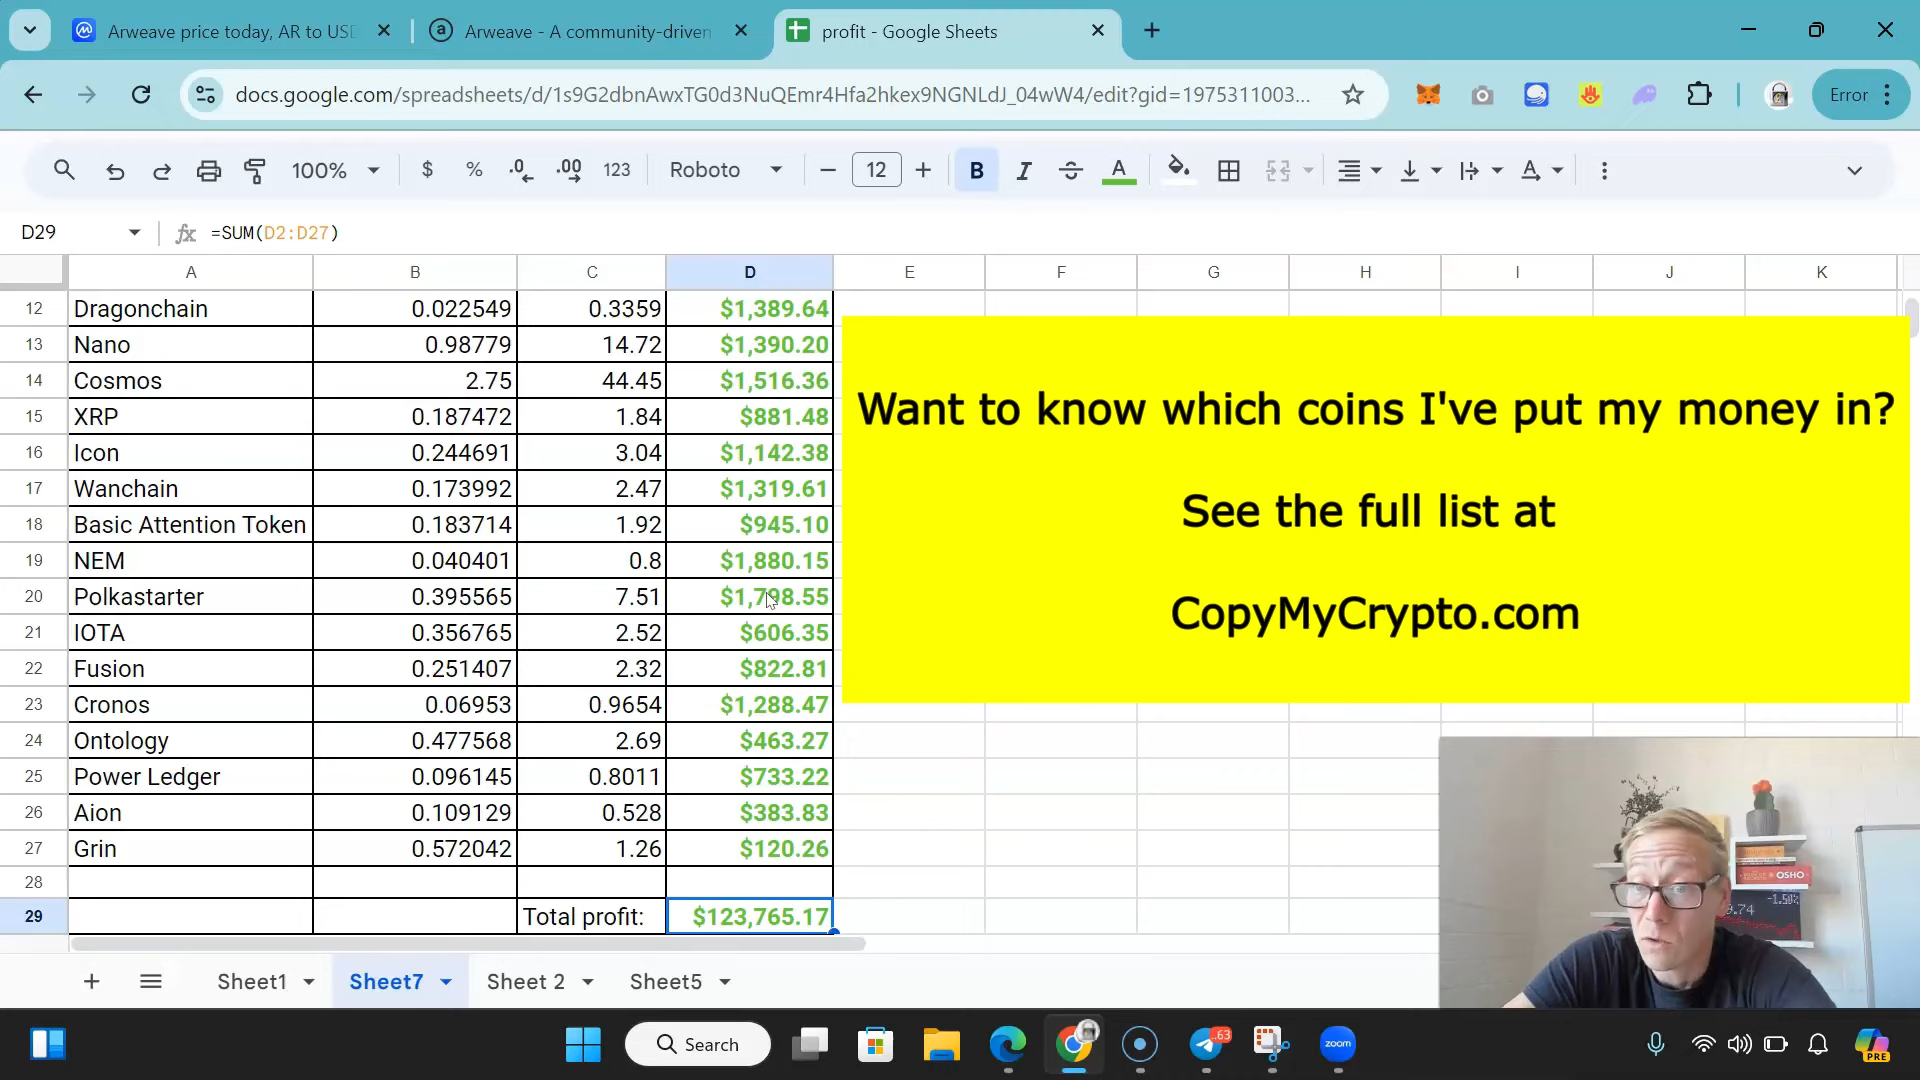 Arweave price today, AR to USD
Arweave - A community-driven
profit - Google Sheets
docs.google.com/spreadsheets/d/1s9G2dbnAwxTG0d3NuQEmr4Hfa2hkex9NGNLdJ_04wW4/edit?gid=1975311003...
Error
100%
$
%
.0
.00
123
Roboto
12
B
I
A
D29
fx
=SUM(D2:D27)
A B C D E F G H I J K
12 Dragonchain 0.022549 0.3359 $1,389.64
13 Nano 0.98779 14.72 $1,390.20
14 Cosmos 2.75 44.45 $1,516.36
15 XRP 0.187472 1.84 $881.48
16 Icon 0.244691 3.04 $1,142.38
17 Wanchain 0.173992 2.47 $1,319.61
18 Basic Attention Token 0.183714 1.92 $945.10
19 NEM 0.040401 0.8 $1,880.15
20 Polkastarter 0.395565 7.51 $1,798.55
21 IOTA 0.356765 2.52 $606.35
22 Fusion 0.251407 2.32 $822.81
23 Cronos 0.06953 0.9654 $1,288.47
24 Ontology 0.477568 2.69 $463.27
25 Power Ledger 0.096145 0.8011 $733.22
26 Aion 0.109129 0.528 $383.83
27 Grin 0.572042 1.26 $120.26
28
29 Total profit: $123,765.17
Want to know which coins I've put my money in?
See the full list at
CopyMyCrypto.com
OSHO
-1.50%
Sheet1
Sheet7
Sheet 2
Sheet5
Search
zoom
PRE